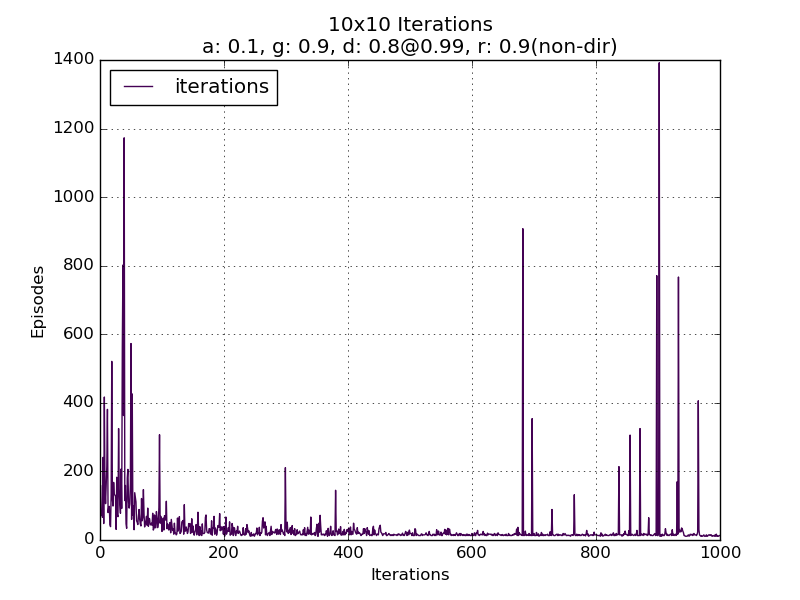 10x10 Iterations
a: 0.1, g: 0.9, d: 0.8@0.99, r: 0.9(non-dir)
iterations
1400
1200
1000
800
600
400
200
0
Episodes
0 200 400 600 800 1000
Iterations